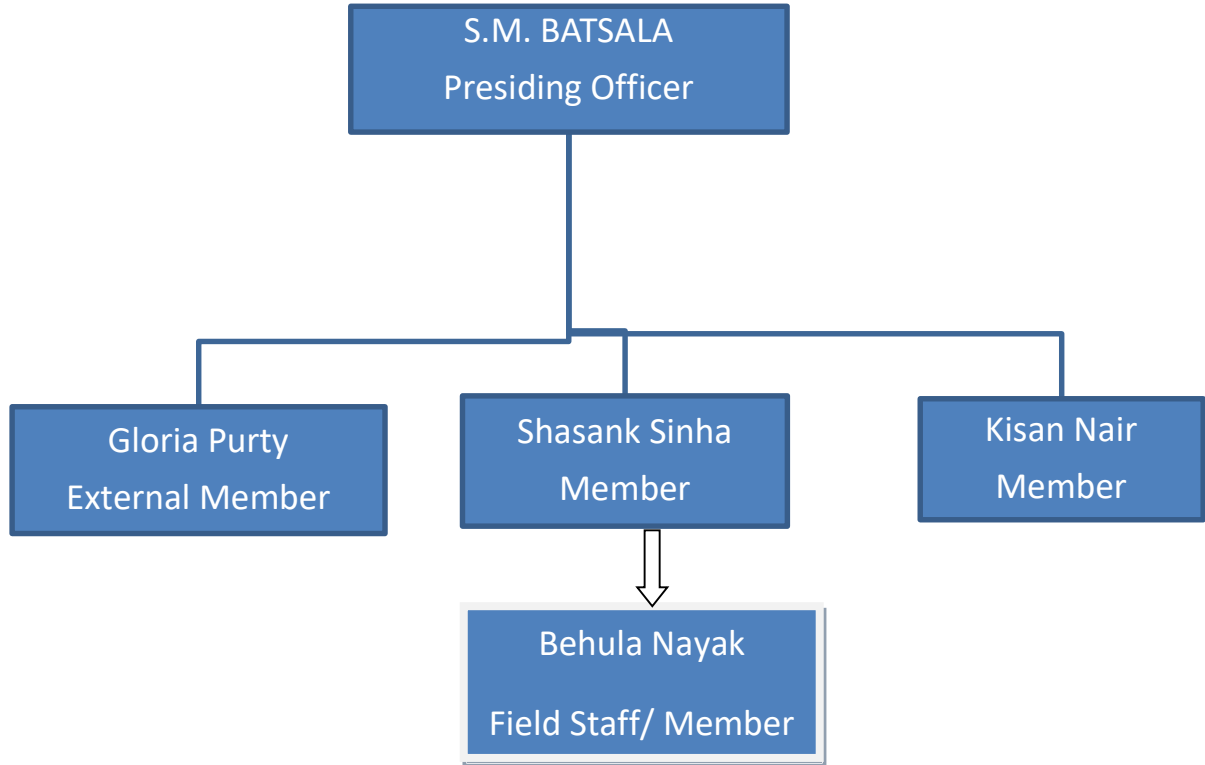 S.M. BATSALA
Presiding Officer
Gloria Purty
External Member
Shasank Sinha
Member
Kisan Nair
Member
Behula Nayak
Field Staff/ Member